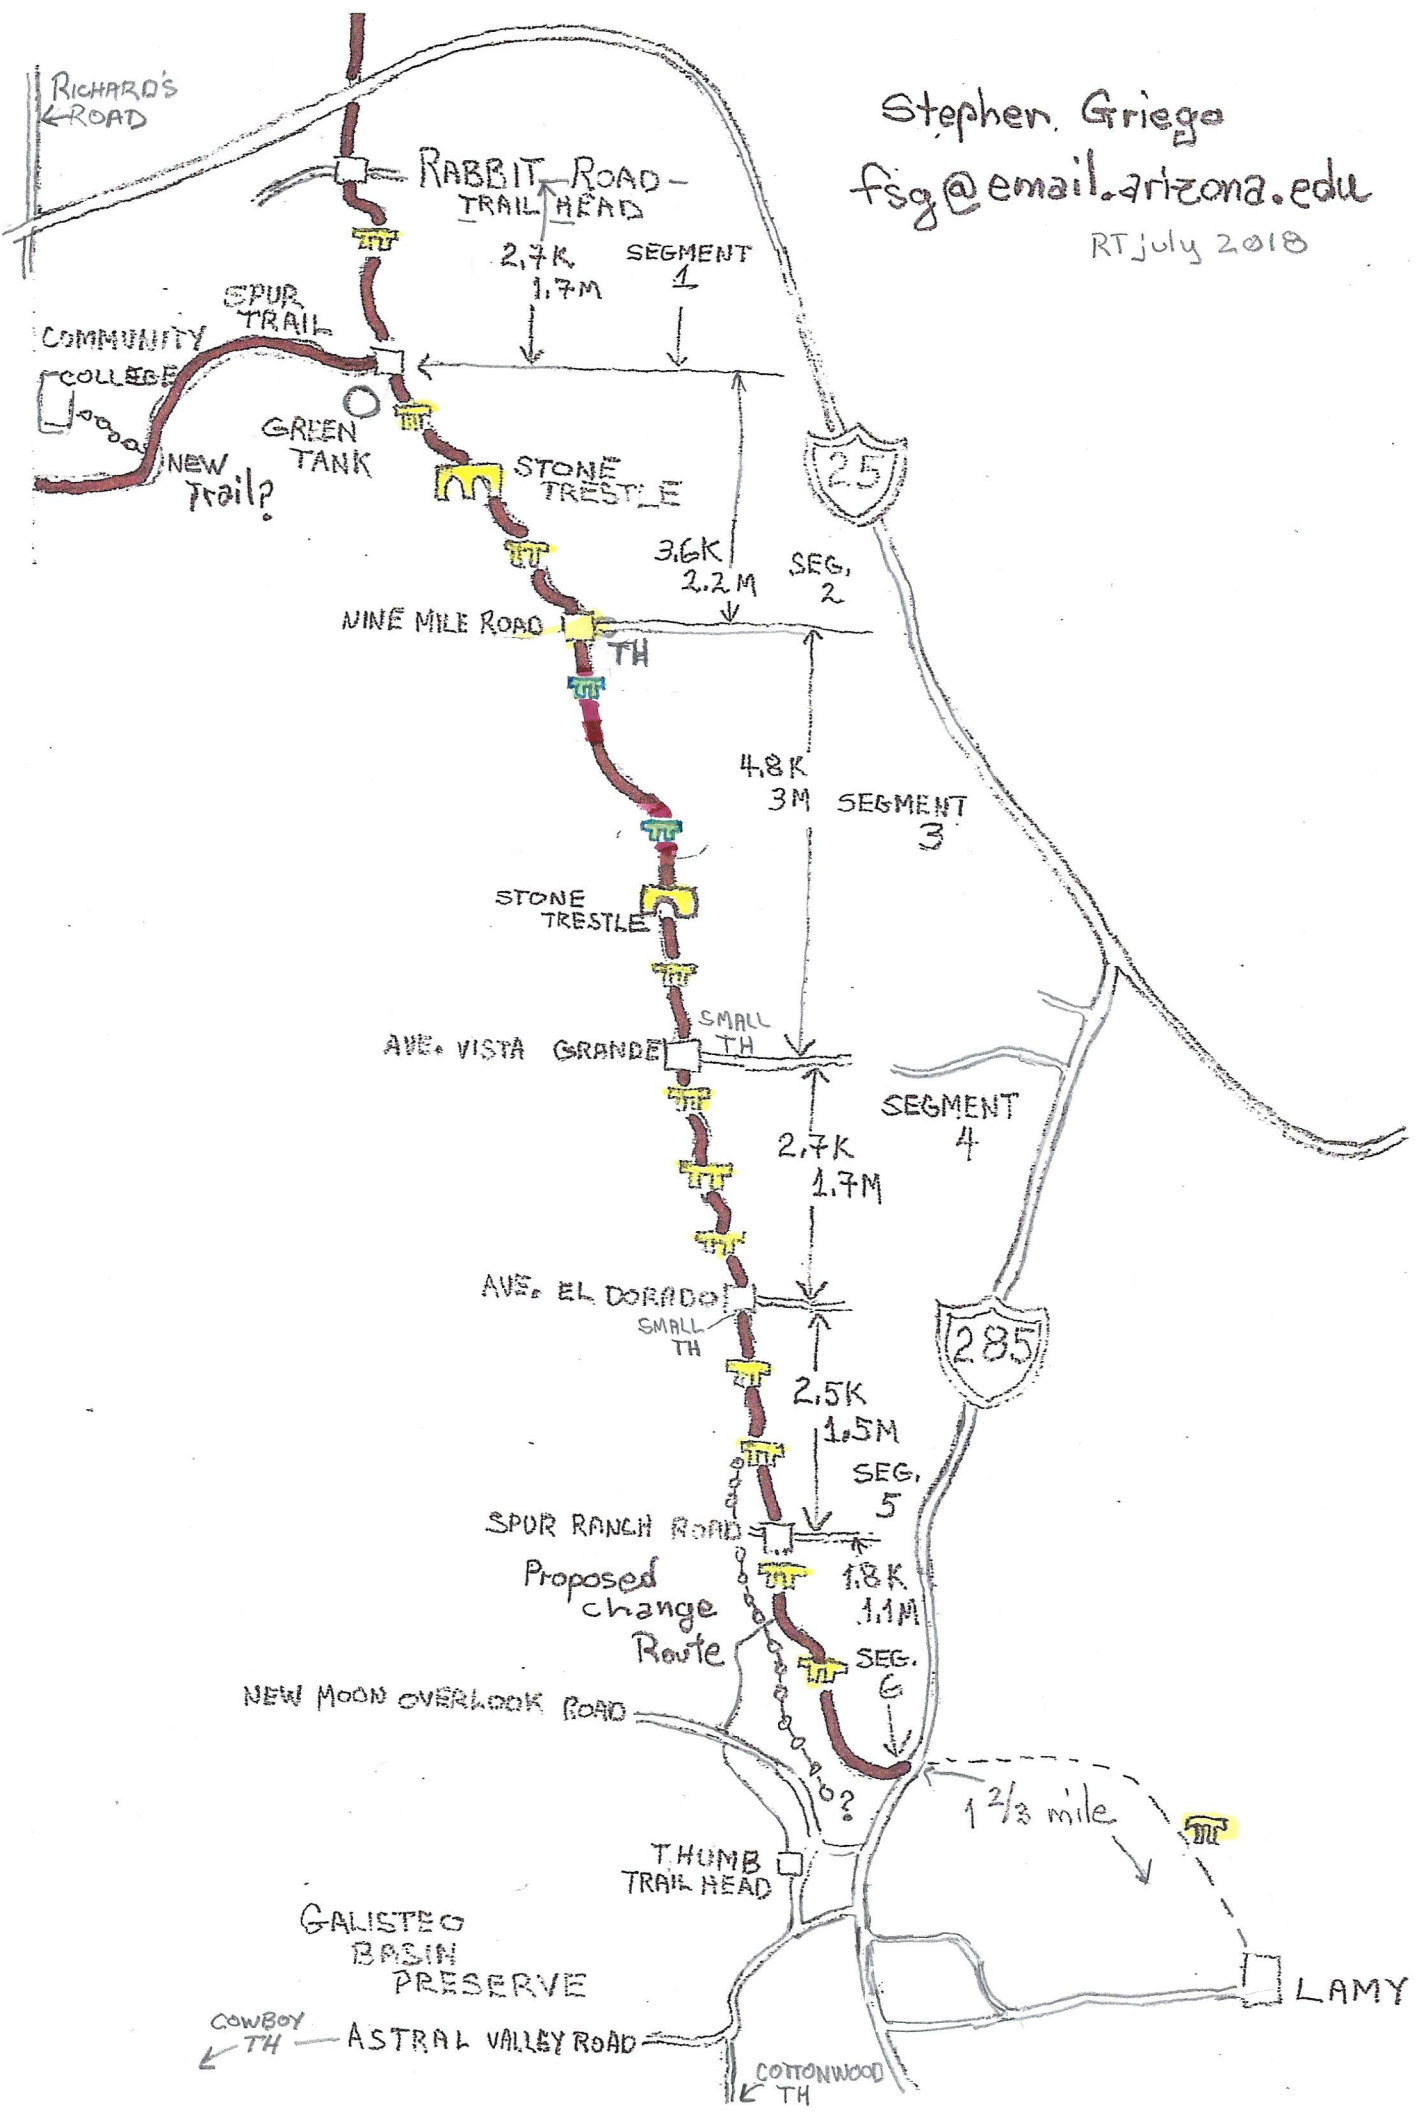 RICHARD'S
ROAD
Stephen Griego
fsg@email.arizona.edu
RT july 2018
RABBIT ROAD
TRAIL HEAD
2.7K
1.7M
SEGMENT
1
SPUR
TRAIL
COMMUNITY
COLLEGE
GREEN
TANK
NEW
Trail?
STONE
TRESTLE
25
3.6K
2.2M
SEG.
2
NINE MILE ROAD
TH
4.8K
3M
SEGMENT
3
STONE
TRESTLE
SMALL
TH
AVE. VISTA GRANDE
SEGMENT
4
2.7K
1.7M
AVE. EL DORADO
SMALL
TH
285
2.5K
1.5M
SEG.
5
SPUR RANCH ROAD
Proposed
change
Route
1.8K
1.1M
SEG.
6
NEW MOON OVERLOOK ROAD
?
1 2/3 mile
THUMB
TRAIL HEAD
GALISTEO
BASIN
PRESERVE
LAMY
COWBOY
TH
ASTRAL VALLEY ROAD
COTTONWOOD
TH